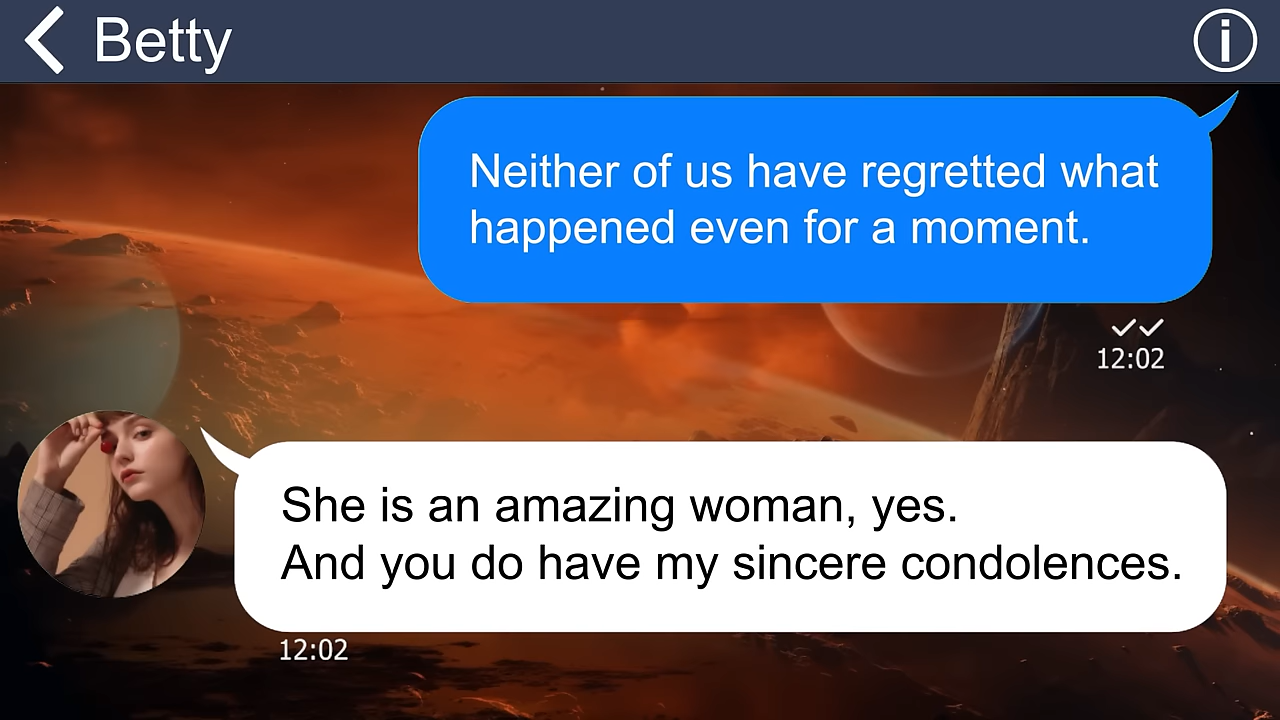 Betty
Neither of us have regretted what
happened even for a moment.
12:02
She is an amazing woman, yes.
And you do have my sincere condolences.
12:02